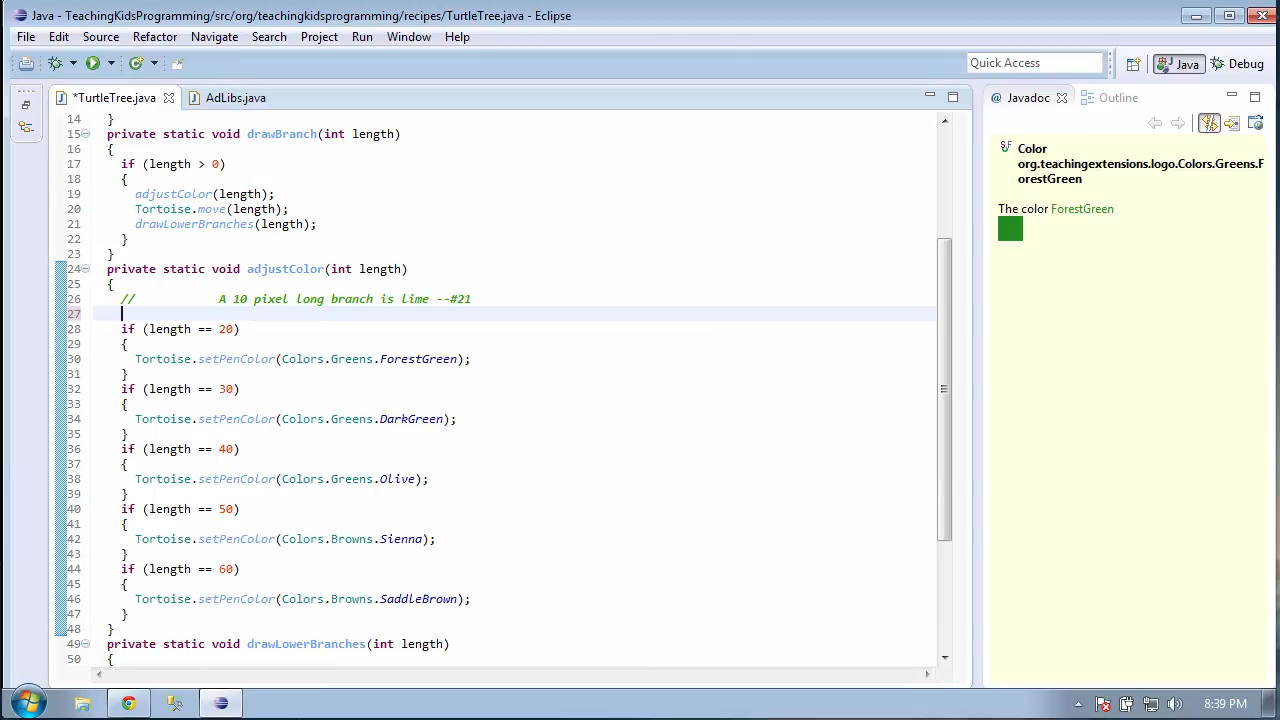 Java - TeachingKidsProgramming/src/org/teachingkidsprogramming/recipes/TurtleTree.java - Eclipse
File Edit Source Refactor Navigate Search Project Run Window Help
Quick Access
Java
Debug
*TurtleTree.java
AdLibs.java
Javadoc
Outline
14 }
15 private static void drawBranch(int length)
16 {
17 if (length > 0)
18 {
19 adjustColor(length);
20 Tortoise.move(length);
21 drawLowerBranches(length);
22 }
23 }
24 private static void adjustColor(int length)
25 {
26 // A 10 pixel long branch is lime --#21
27
28 if (length == 20)
29 {
30 Tortoise.setPenColor(Colors.Greens.ForestGreen);
31 }
32 if (length == 30)
33 {
34 Tortoise.setPenColor(Colors.Greens.DarkGreen);
35 }
36 if (length == 40)
37 {
38 Tortoise.setPenColor(Colors.Greens.Olive);
39 }
40 if (length == 50)
41 {
42 Tortoise.setPenColor(Colors.Browns.Sienna);
43 }
44 if (length == 60)
45 {
46 Tortoise.setPenColor(Colors.Browns.SaddleBrown);
47 }
48 }
49 private static void drawLowerBranches(int length)
50 {
Color
org.teachingextensions.logo.Colors.Greens.F
orestGreen
The color ForestGreen
8:39 PM